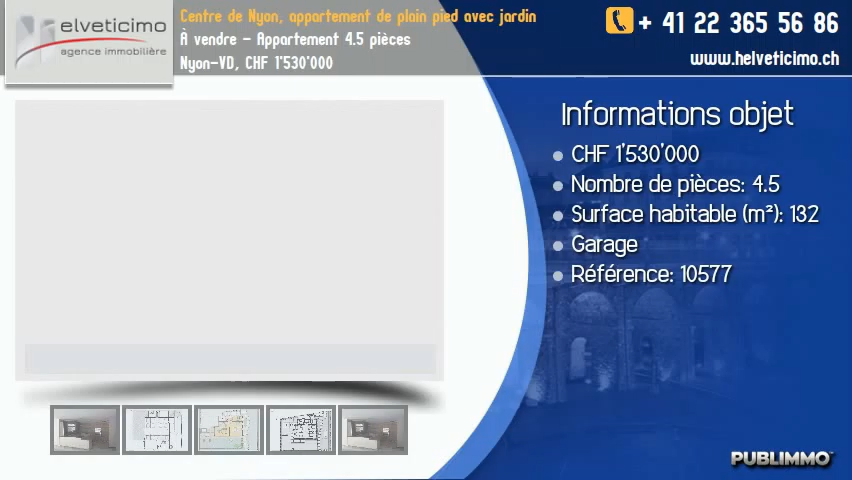 elveticimo
agence immobilière
Centre de Nyon, appartement de plain pied avec jardin
À vendre - Appartement 4.5 pièces
Nyon-VD, CHF 1'530'000
+ 41 22 365 56 86
www.helveticimo.ch
Informations objet
CHF 1'530'000
Nombre de pièces: 4.5
Surface habitable (m²): 132
Garage
Référence: 10577
PUBLIMMO